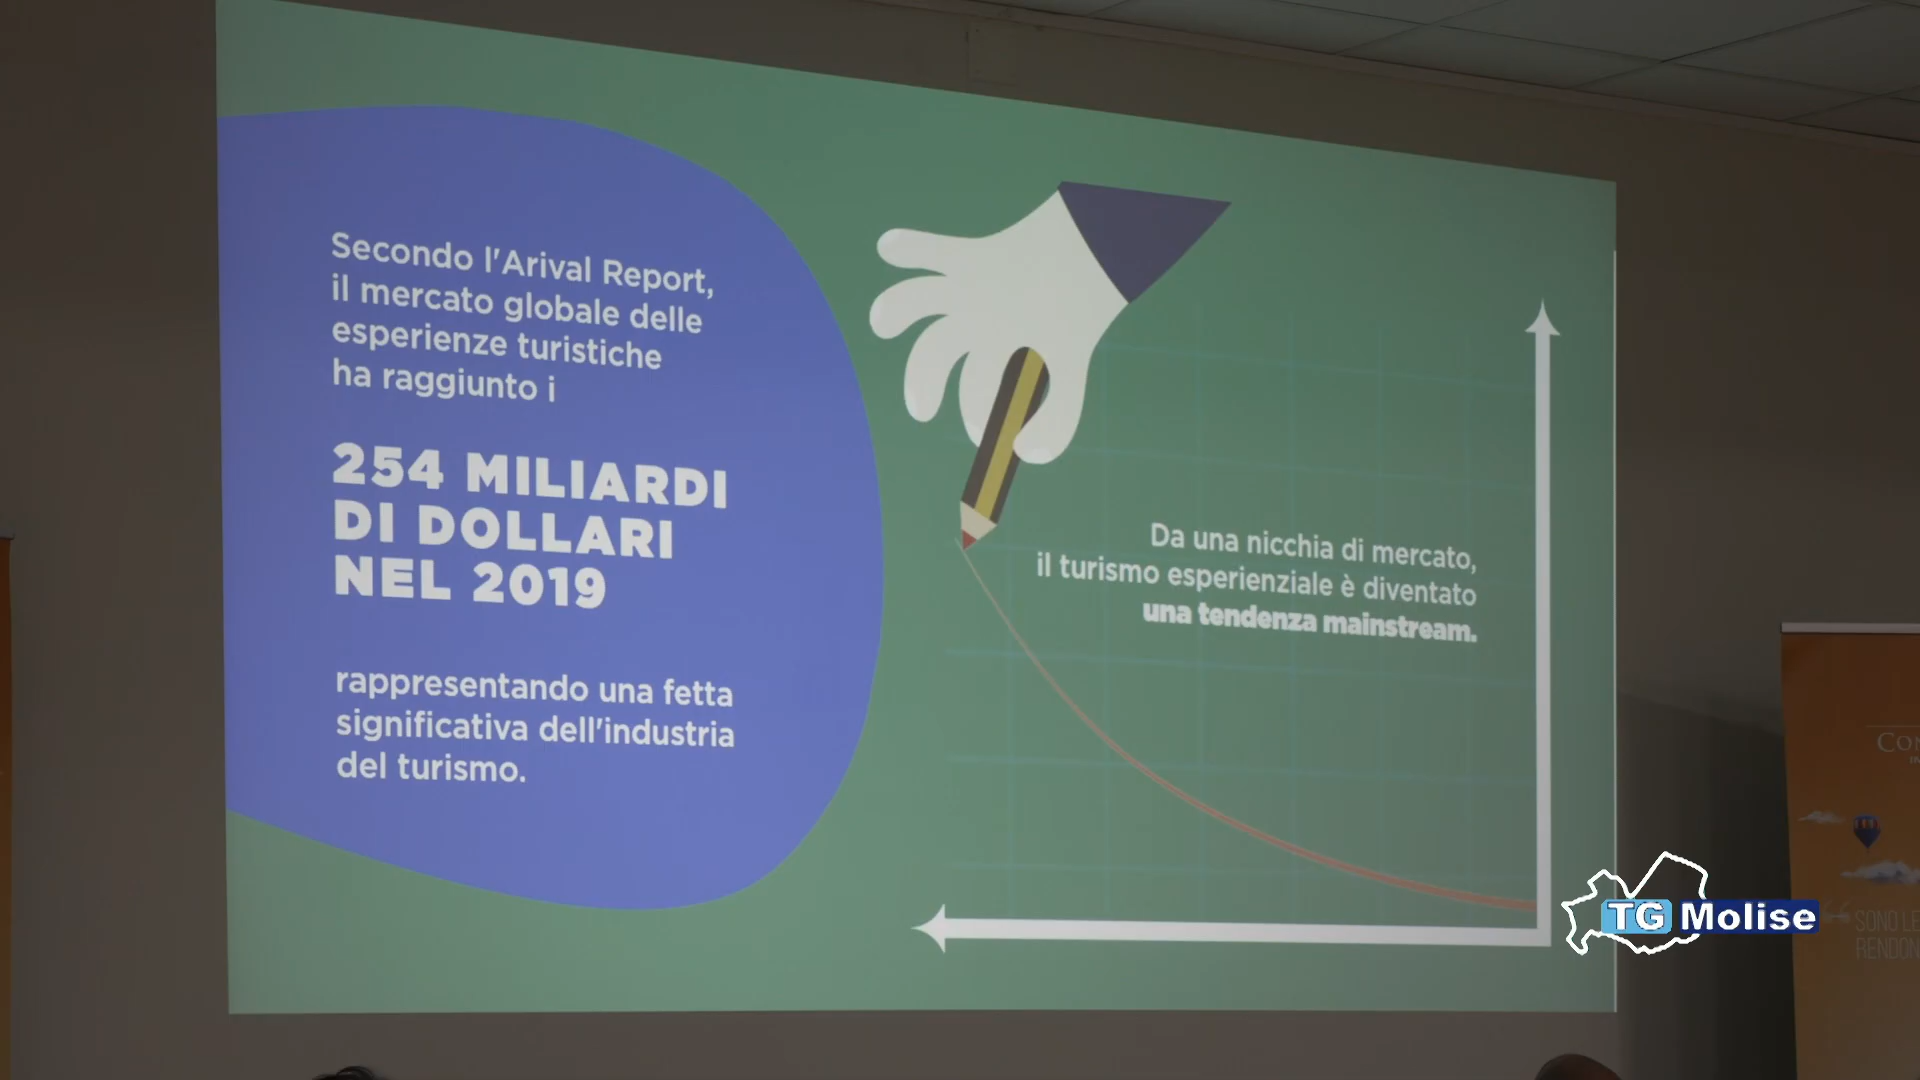 Secondo l'Arival Report,
il mercato globale delle
esperienze turistiche
ha raggiunto i
254 MILIARDI
DI DOLLARI
NEL 2019
rappresentando una fetta
significativa dell'industria
del turismo.
Da una nicchia di mercato,
il turismo esperienziale è diventato
una tendenza mainstream.
TG Molise
SONO LE